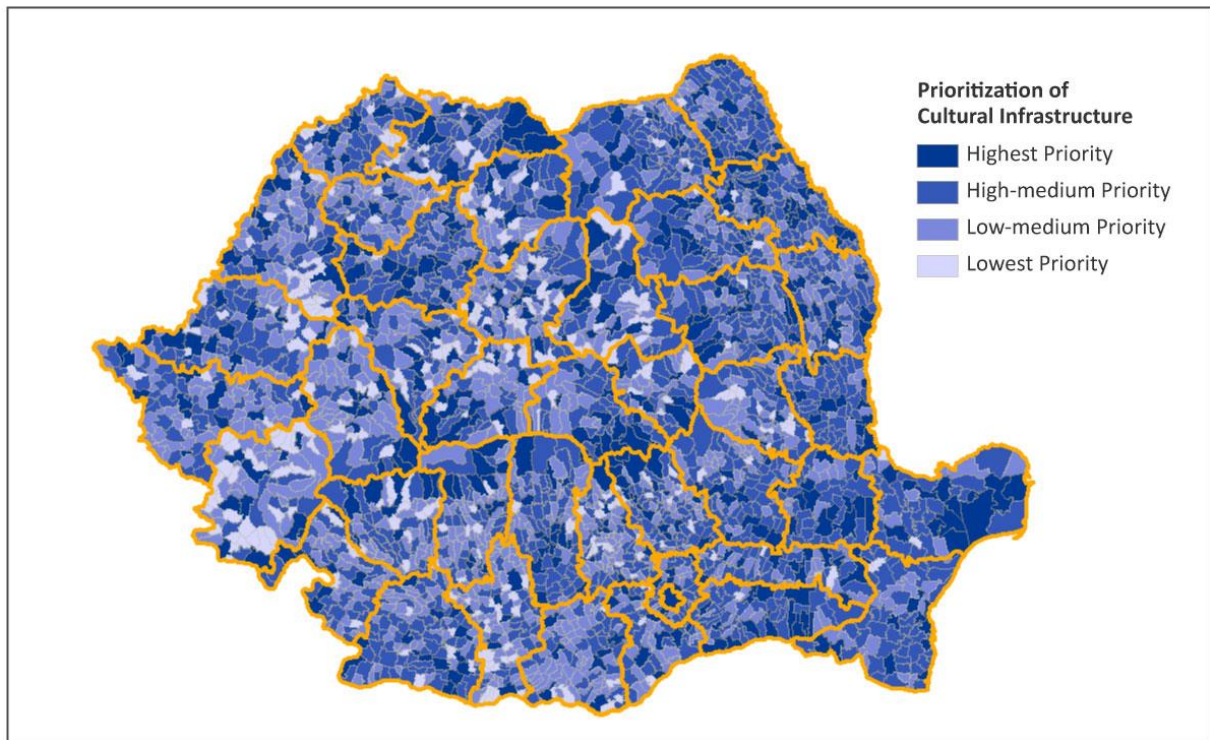 Prioritization of
Cultural Infrastructure
Highest Priority
High-medium Priority
Low-medium Priority
Lowest Priority